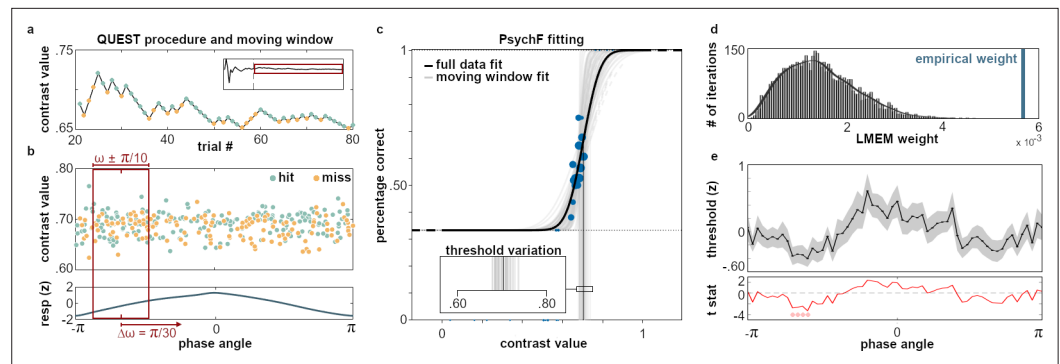 a
QUEST procedure and moving window
.75
.65
contrast value
20
40
60
80
trial #
b
ω ± π/10
hit
miss
.80
.70
.60
contrast value
2
0
-2
resp (z)
-π
0
π
Δω = π/30
phase angle
c
PsychF fitting
full data fit
moving window fit
1
.50
0
percentage correct
threshold variation
.60
.80
0
1
contrast value
d
150
50
0
# of iterations
empirical weight
0
2
4
6
LMEM weight
x 10⁻³
e
1
0
-.60
threshold (z)
2
0
-2
-4
t stat
-π
0
π
phase angle